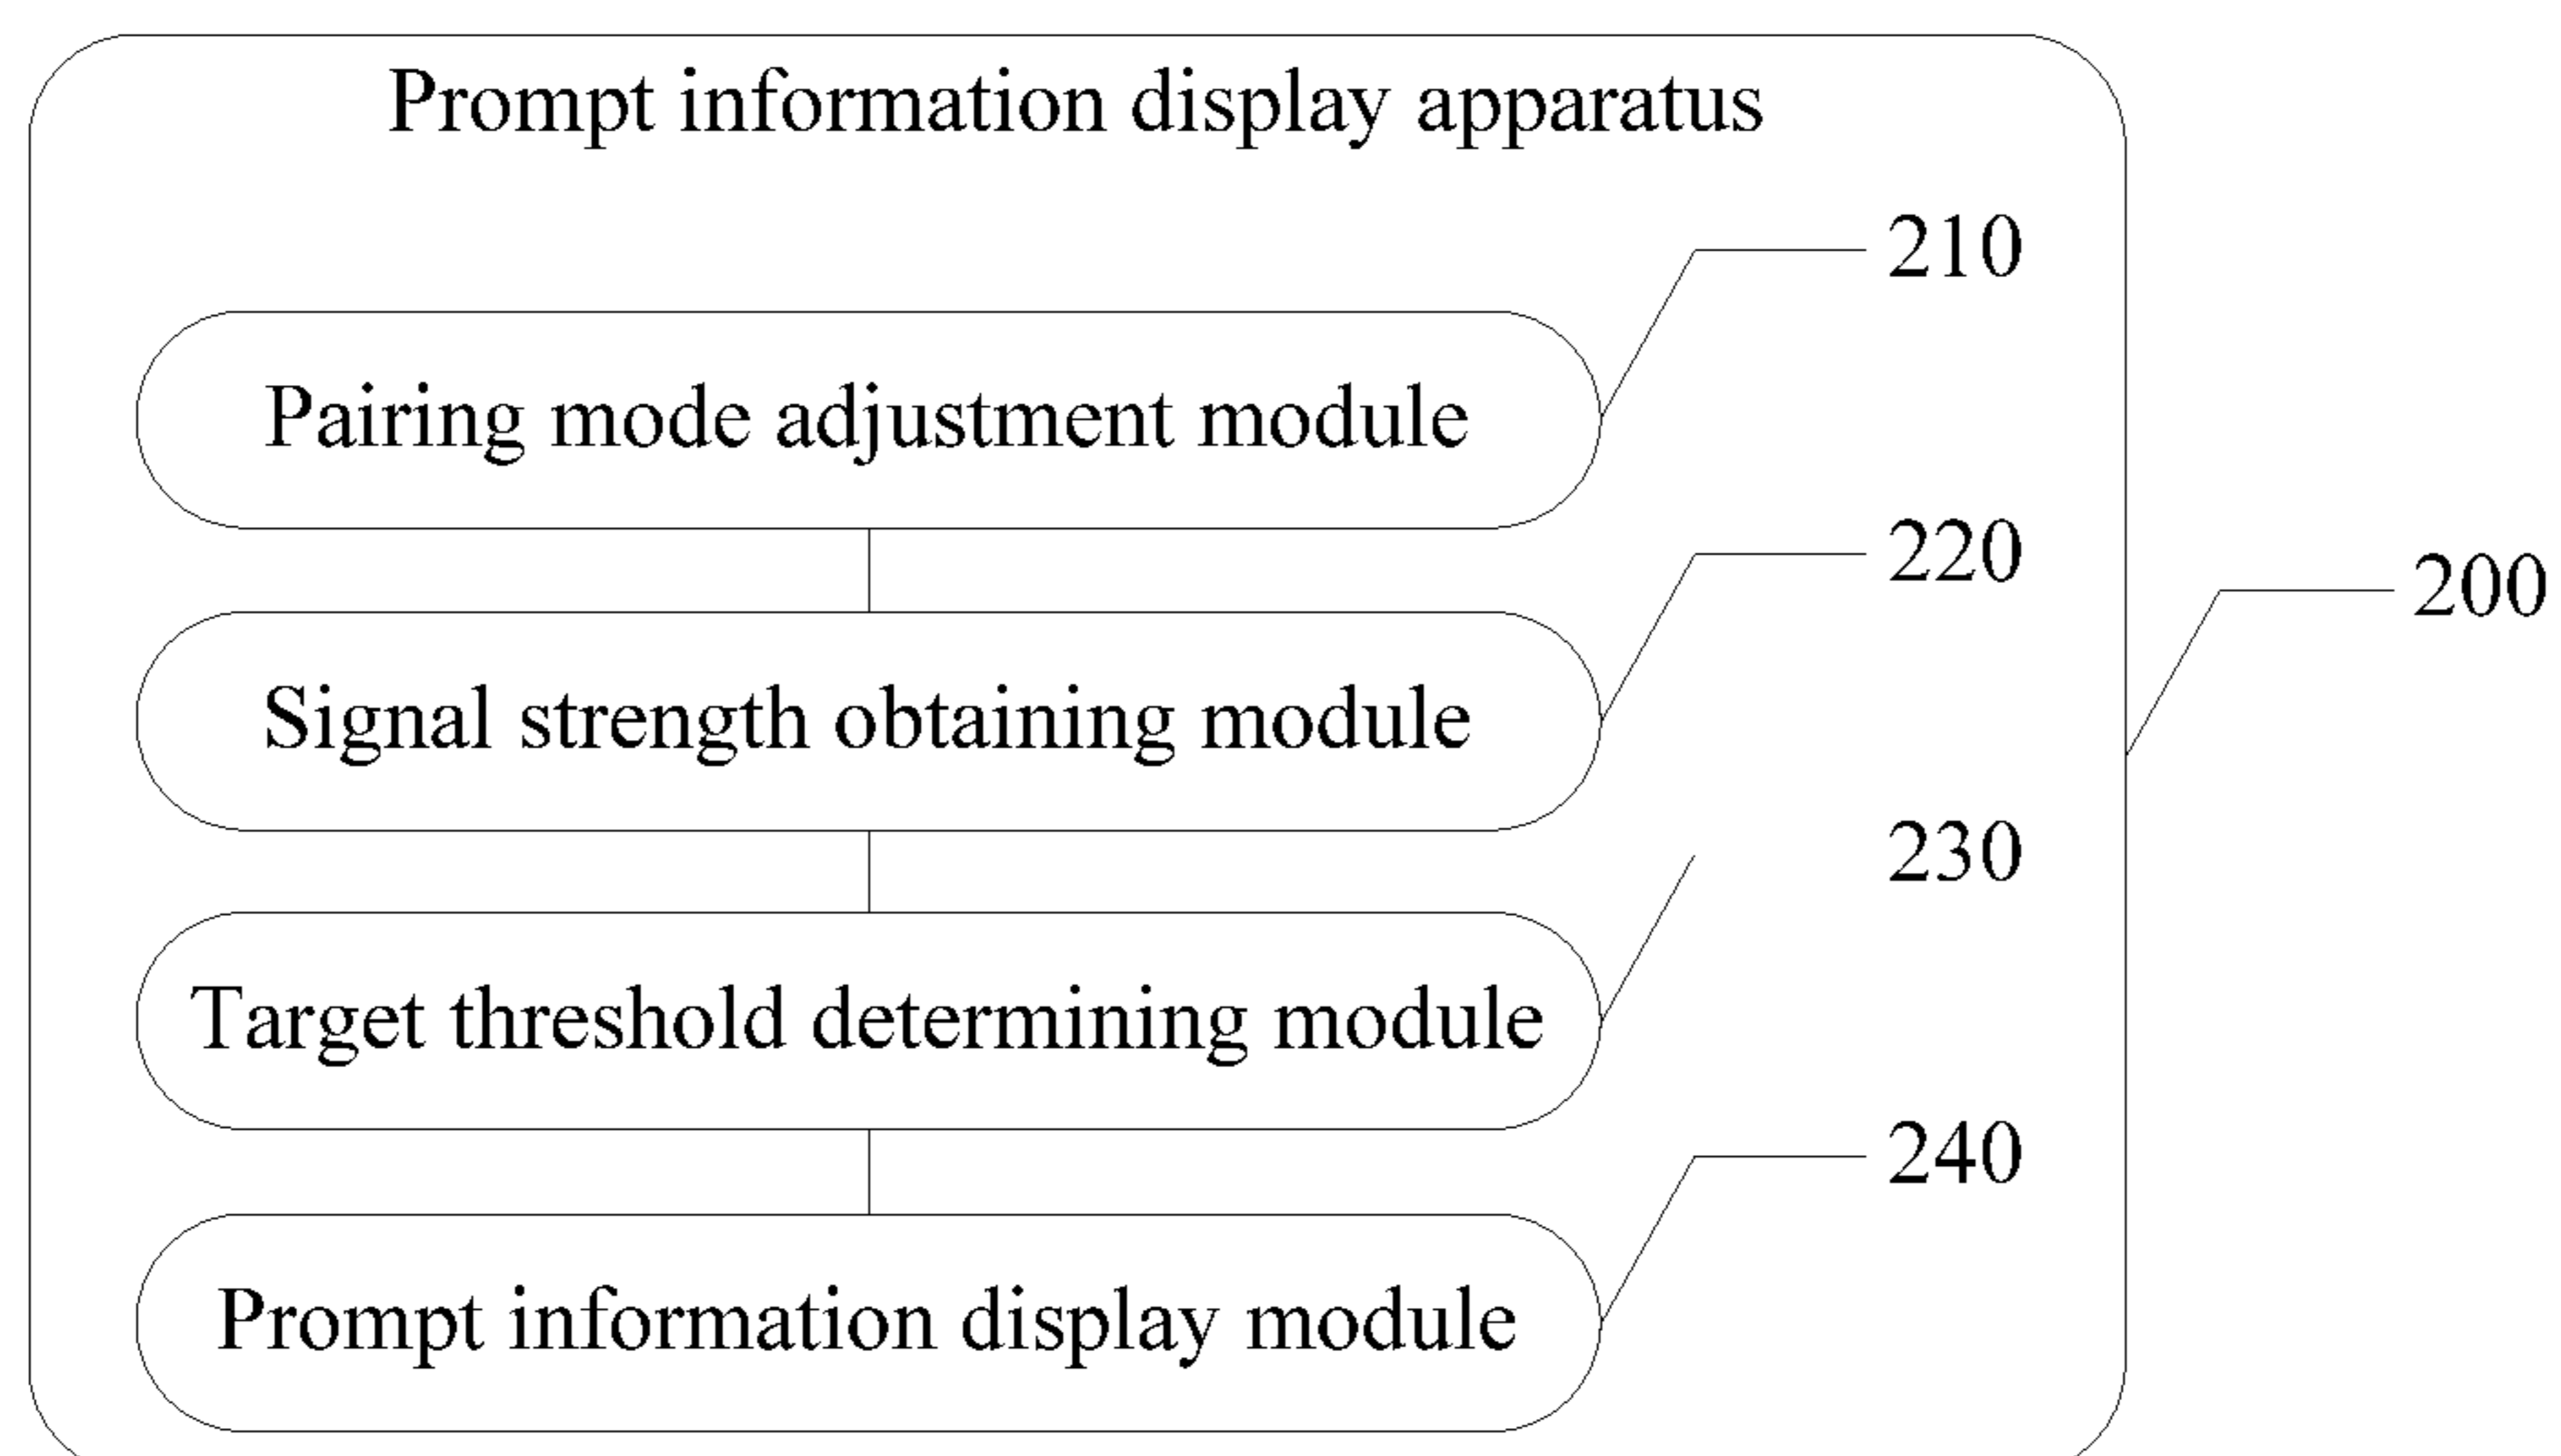 Prompt information display apparatus
210
Pairing mode adjustment module
220
200
Signal strength obtaining module
230
Target threshold determining module
240
Prompt information display module